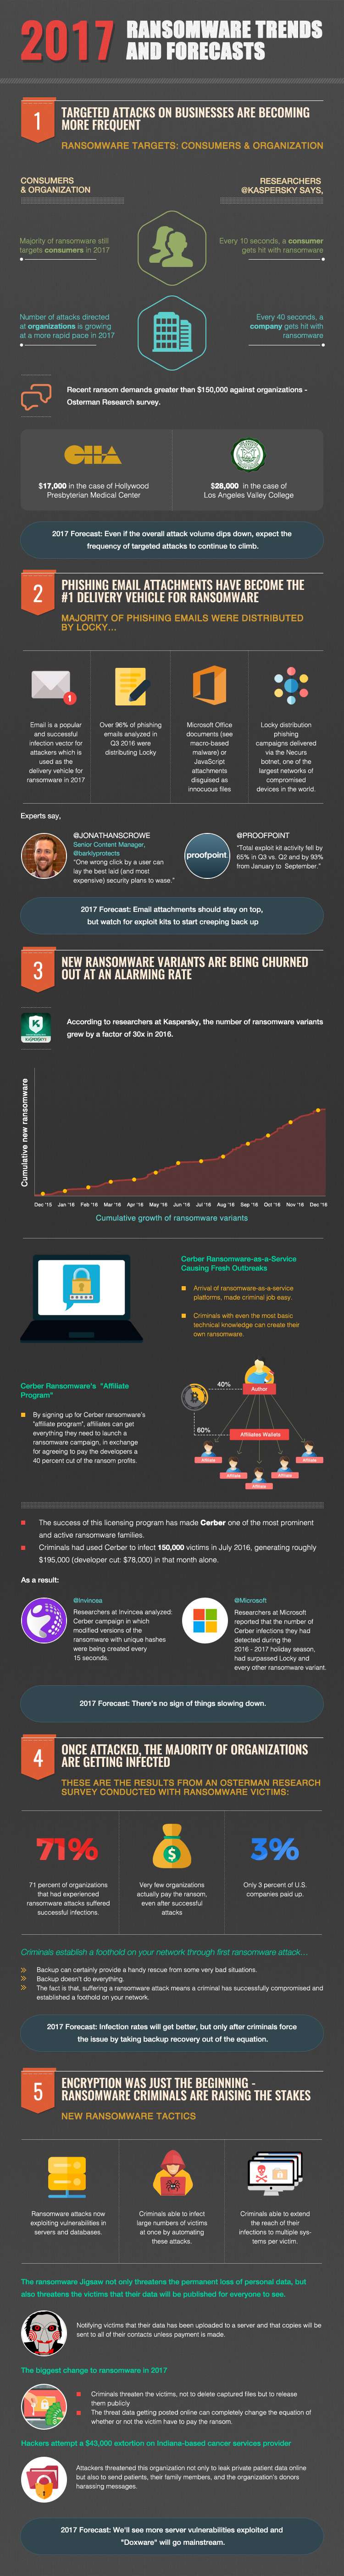 2017
RANSOMWARE TRENDS
AND FORECASTS
1
TARGETED ATTACKS ON BUSINESSES ARE BECOMING
MORE FREQUENT
RANSOMWARE TARGETS: CONSUMERS & ORGANIZATION
CONSUMERS
& ORGANIZATION
RESEARCHERS
@KASPERSKY SAYS,
Majority of ransomware still
targets consumers in 2017
Every 10 seconds, a consumer
gets hit with ransomware
Number of attacks directed
at organizations is growing
at a more rapid pace in 2017
Every 40 seconds, a
company gets hit with
ransomware
Recent ransom demands greater than $150,000 against organizations -
Osterman Research survey.
$17,000 in the case of Hollywood
Presbyterian Medical Center
$28,000 in the case of
Los Angeles Valley College
2017 Forecast: Even if the overall attack volume dips down, expect the
frequency of targeted attacks to continue to climb.
2
PHISHING EMAIL ATTACHMENTS HAVE BECOME THE
#1 DELIVERY VEHICLE FOR RANSOMWARE
MAJORITY OF PHISHING EMAILS WERE DISTRIBUTED
BY LOCKY...
1
Email is a popular
and successful
infection vector for
attackers which is
used as the
delivery vehicle for
ransomware in 2017
Over 96% of phishing
emails analyzed in
Q3 2016 were
distributing Locky
Microsoft Office
documents (see
macro-based
malware) or
JavaScript
attachments
disguised as
innocuous files
Locky distribution
phishing
campaigns delivered
via the Necurs
botnet, one of the
largest networks of
compromised
devices in the world.
Experts say,
@JONATHANSCROWE
Senior Content Manager,
@barklyprotects
"One wrong click by a user can
lay the best laid (and most
expensive) security plans to wase."
proofpoint
@PROOFPOINT
"Total exploit kit activity fell by
65% in Q3 vs. Q2 and by 93%
from January to September."
2017 Forecast: Email attachments should stay on top,
but watch for exploit kits to start creeping back up
3
NEW RANSOMWARE VARIANTS ARE BEING CHURNED
OUT AT AN ALARMING RATE
KASPERSKY
According to researchers at Kaspersky, the number of ransomware variants
grew by a factor of 30x in 2016.
Cumulative new ransomware
Dec '15 Jan '16 Feb '16 Mar '16 Apr '16 May '16 Jun '16 Jul '16 Aug '16 Sep '16 Oct '16 Nov '16 Dec '16
Cumulative growth of ransomware variants
Cerber Ransomware-as-a-Service
Causing Fresh Outbreaks
Arrival of ransomware-as-a-service
platforms, made criminal job easy.
Criminals with even the most basic
technical knowledge can create their
own ransomware.
Cerber Ransomware's "Affiliate
Program"
By signing up for Cerber ransomware's
"affiliate program", affiliates can get
everything they need to launch a
ransomware campaign, in exchange
for agreeing to pay the developers a
40 percent cut of the ransom profits.
40%
Author
60%
Affiliates Wallets
Affiliate
Affiliate
Affiliate
Affiliate
Affiliate
The success of this licensing program has made Cerber one of the most prominent
and active ransomware families.
Criminals had used Cerber to infect 150,000 victims in July 2016, generating roughly
$195,000 (developer cut: $78,000) in that month alone.
As a result:
@Invincea
Researchers at Invincea analyzed:
Cerber campaign in which
modified versions of the
ransomware with unique hashes
were being created every
15 seconds.
@Microsoft
Researchers at Microsoft
reported that the number of
Cerber infections they had
detected during the
2016 - 2017 holiday season,
had surpassed Locky and
every other ransomware variant.
2017 Forecast: There's no sign of things slowing down.
4
ONCE ATTACKED, THE MAJORITY OF ORGANIZATIONS
ARE GETTING INFECTED
THESE ARE THE RESULTS FROM AN OSTERMAN RESEARCH
SURVEY CONDUCTED WITH RANSOMWARE VICTIMS:
71%
3%
71 percent of organizations
that had experienced
ransomware attacks suffered
successful infections.
Very few organizations
actually pay the ransom,
even after successful
attacks
Only 3 percent of U.S.
companies paid up.
Criminals establish a foothold on your network through first ransomware attack...
Backup can certainly provide a handy rescue from some very bad situations.
Backup doesn't do everything.
The fact is that, suffering a ransomware attack means a criminal has successfully compromised and
established a foothold on your network.
2017 Forecast: Infection rates will get better, but only after criminals force
the issue by taking backup recovery out of the equation.
5
ENCRYPTION WAS JUST THE BEGINNING -
RANSOMWARE CRIMINALS ARE RAISING THE STAKES
NEW RANSOMWARE TACTICS
Ransomware attacks now
exploiting vulnerabilities in
servers and databases.
Criminals able to infect
large numbers of victims
at once by automating
these attacks.
Criminals able to extend
the reach of their
infections to multiple sys-
tems per victim.
The ransomware Jigsaw not only threatens the permanent loss of personal data, but
also threatens the victims that their data will be published for everyone to see.
Notifying victims that their data has been uploaded to a server and that copies will be
sent to all of their contacts unless payment is made.
The biggest change to ransomware in 2017
Criminals threaten the victims, not to delete captured files but to release
them publicly
The threat data getting posted online can completely change the equation of
whether or not the victim have to pay the ransom.
Hackers attempt a $43,000 extortion on Indiana-based cancer services provider
Attackers threatened this organization not only to leak private patient data online
but also to send patients, their family members, and the organization's donors
harassing messages.
2017 Forecast: We'll see more server vulnerabilities exploited and
"Doxware" will go mainstream.